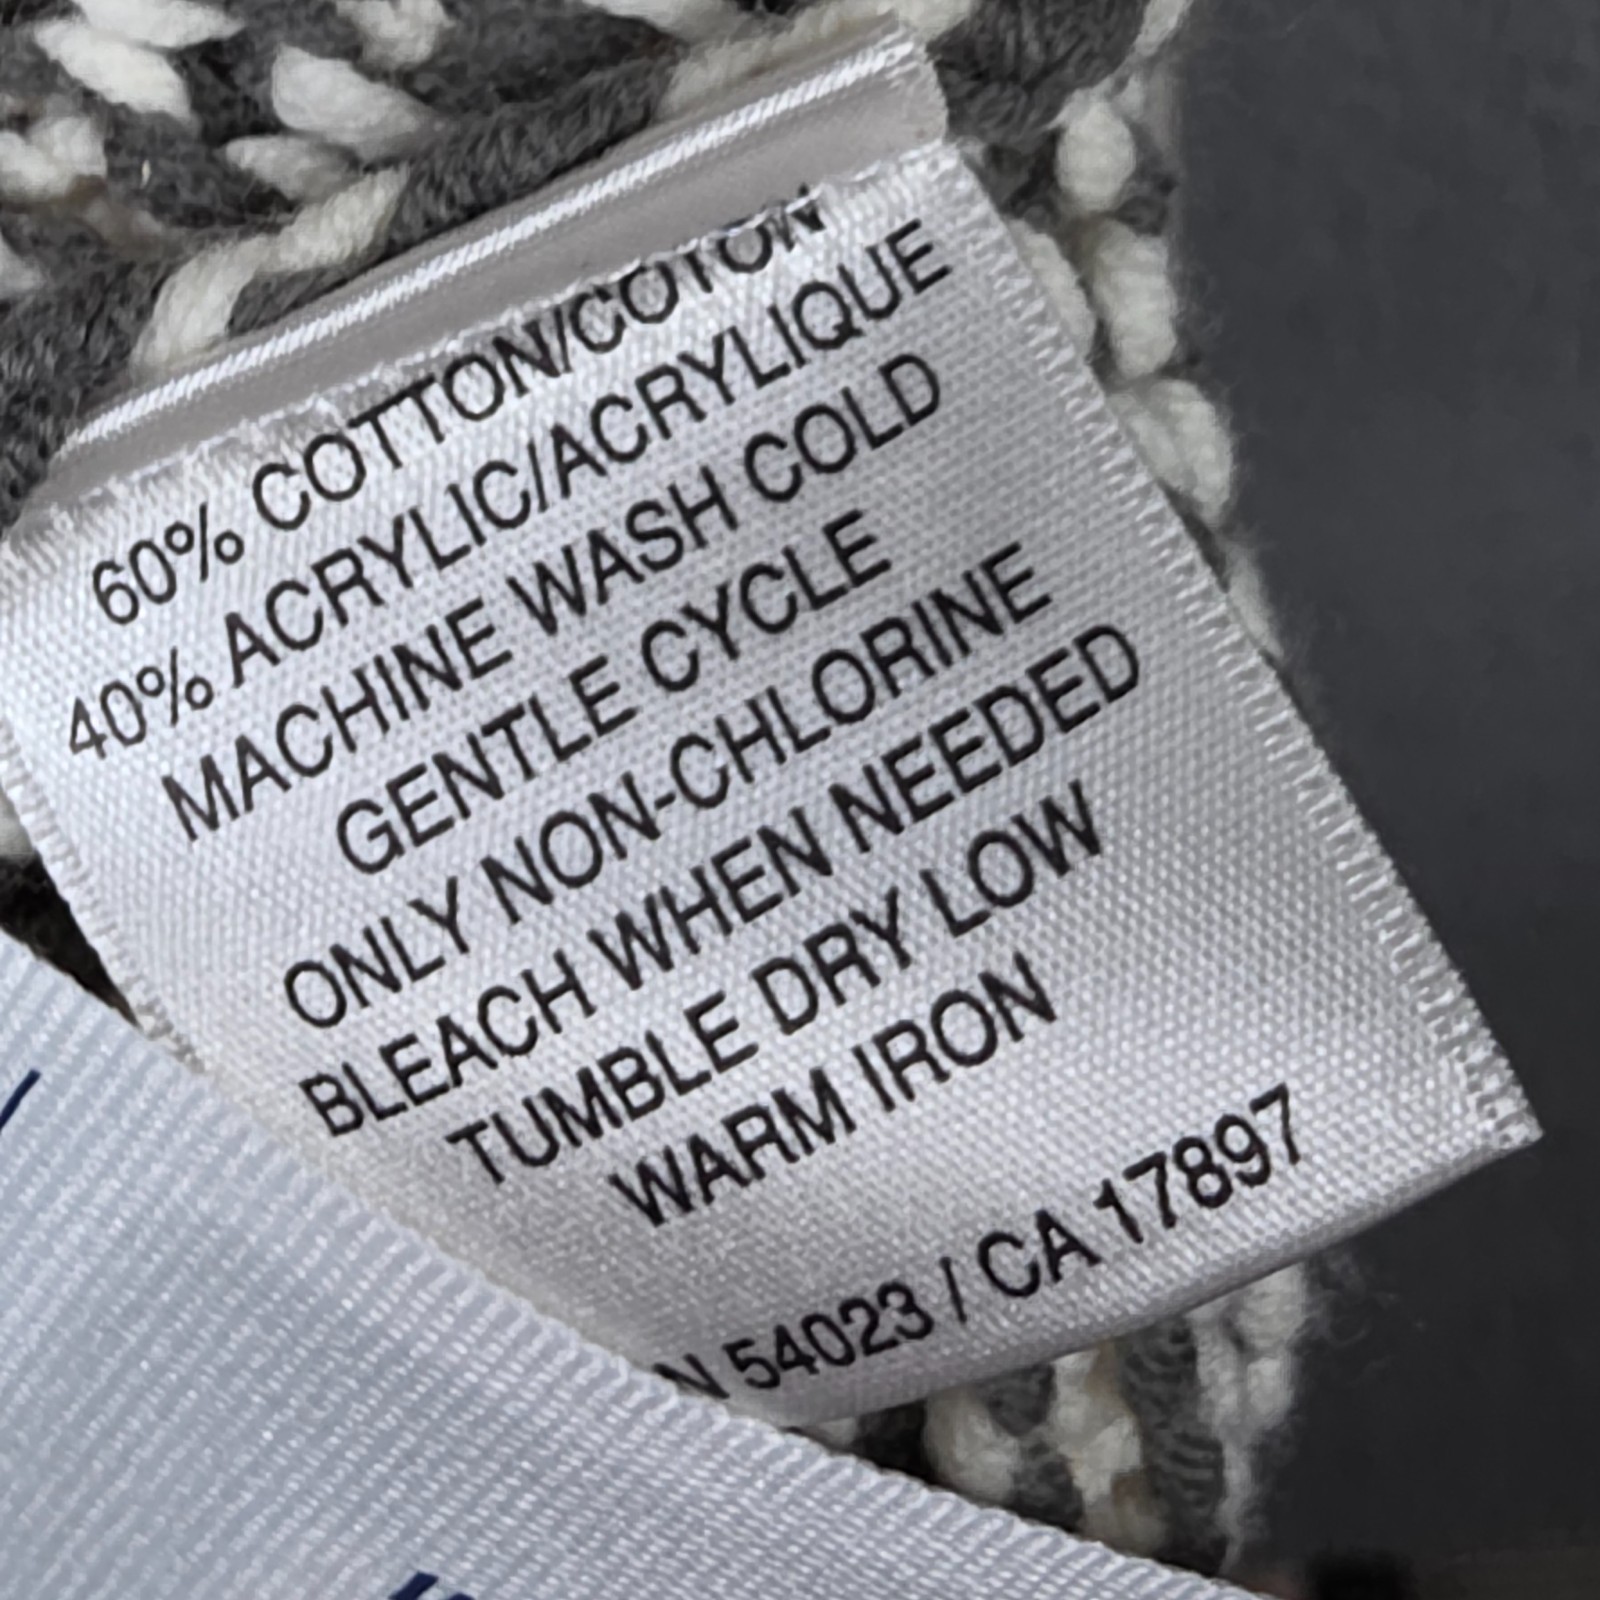 60% COTTON/COTON
40% ACRYLIC/ACRYLIQUE
MACHINE WASH COLD
GENTLE CYCLE
ONLY NON-CHLORINE
BLEACH WHEN NEEDED
TUMBLE DRY LOW
WARM IRON
N 54023 / CA 17897